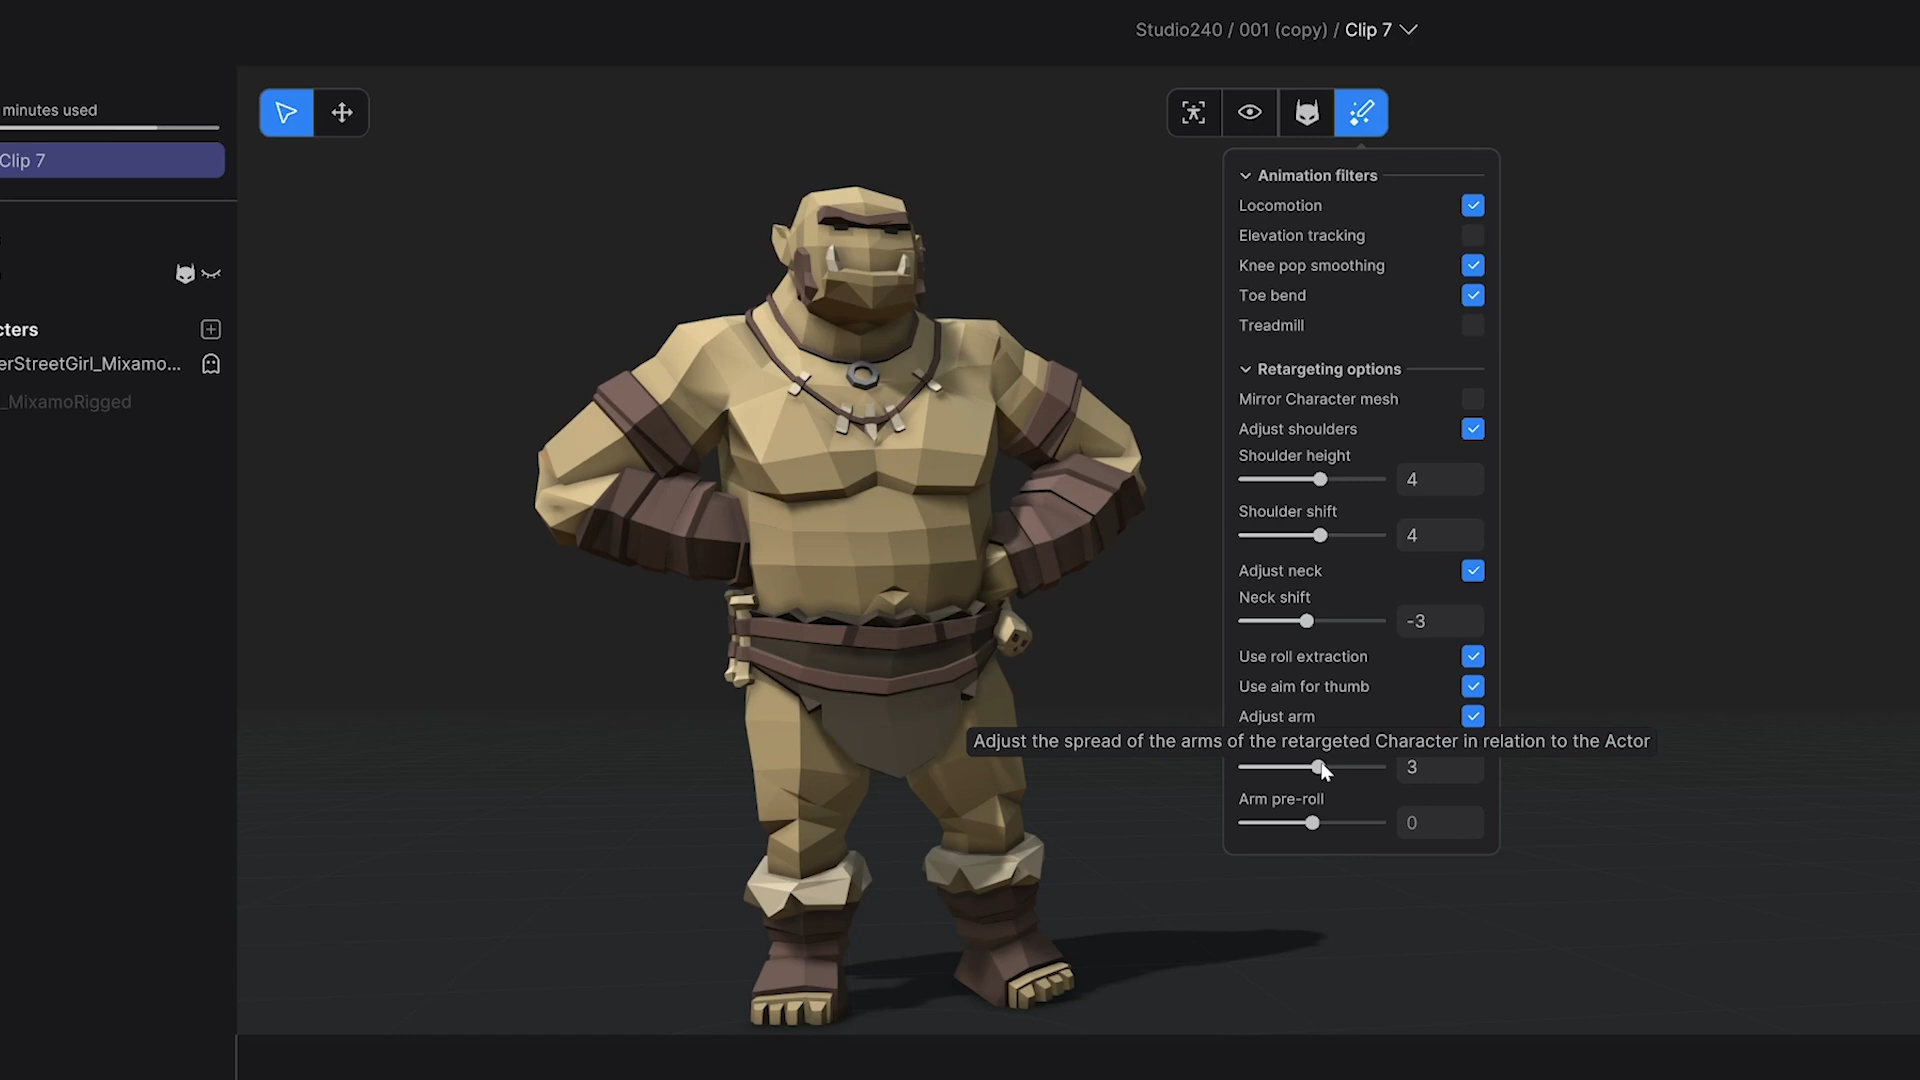 Studio240 / 001 (copy) / Clip 7
minutes used
Clip 7
cters
erStreetGirl_Mixamo...
_MixamoRigged
Animation filters
Locomotion
Elevation tracking
Knee pop smoothing
Toe bend
Treadmill
Retargeting options
Mirror Character mesh
Adjust shoulders
Shoulder height
4
Shoulder shift
4
Adjust neck
Neck shift
-3
Use roll extraction
Use aim for thumb
Adjust arm
Adjust the spread of the arms of the retargeted Character in relation to the Actor
3
Arm pre-roll
0